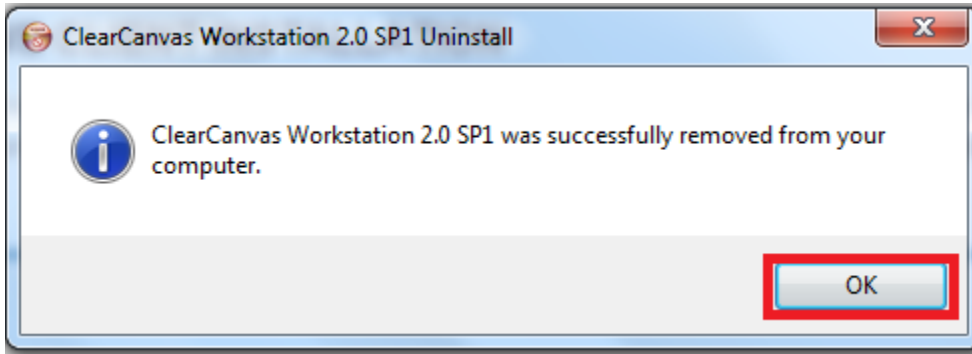 ClearCanvas Workstation 2.0 SP1 Uninstall
ClearCanvas Workstation 2.0 SP1 was successfully removed from your
computer.
OK